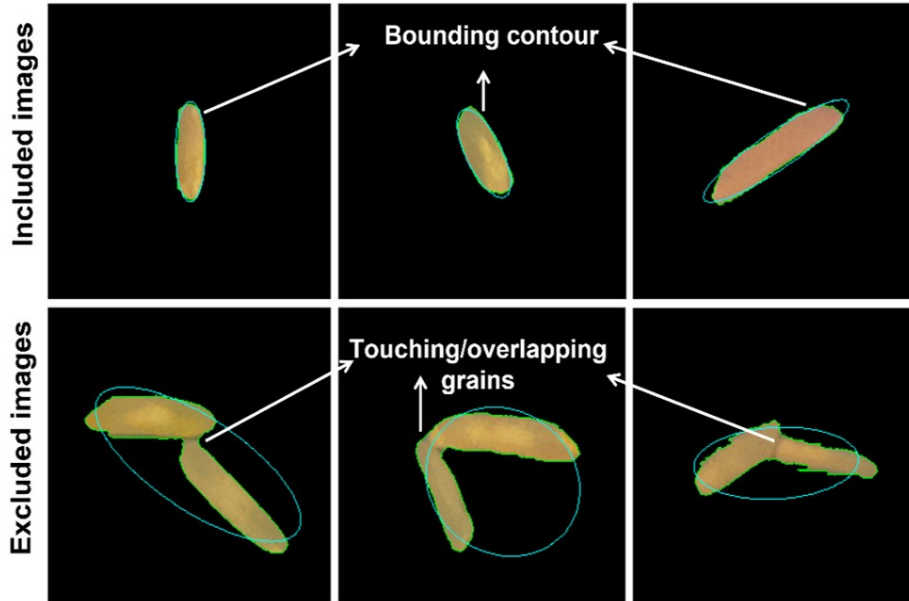 Included images
Bounding contour
Excluded images
Touching/overlapping
grains